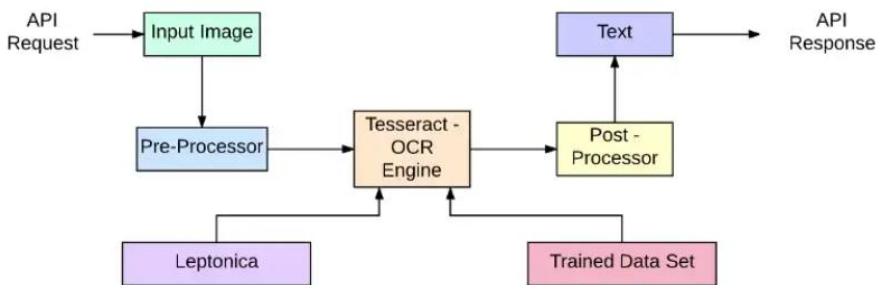 API
Request
Input Image
Text
API
Response
Pre-Processor
Tesseract -
OCR
Engine
Post -
Processor
Leptonica
Trained Data Set